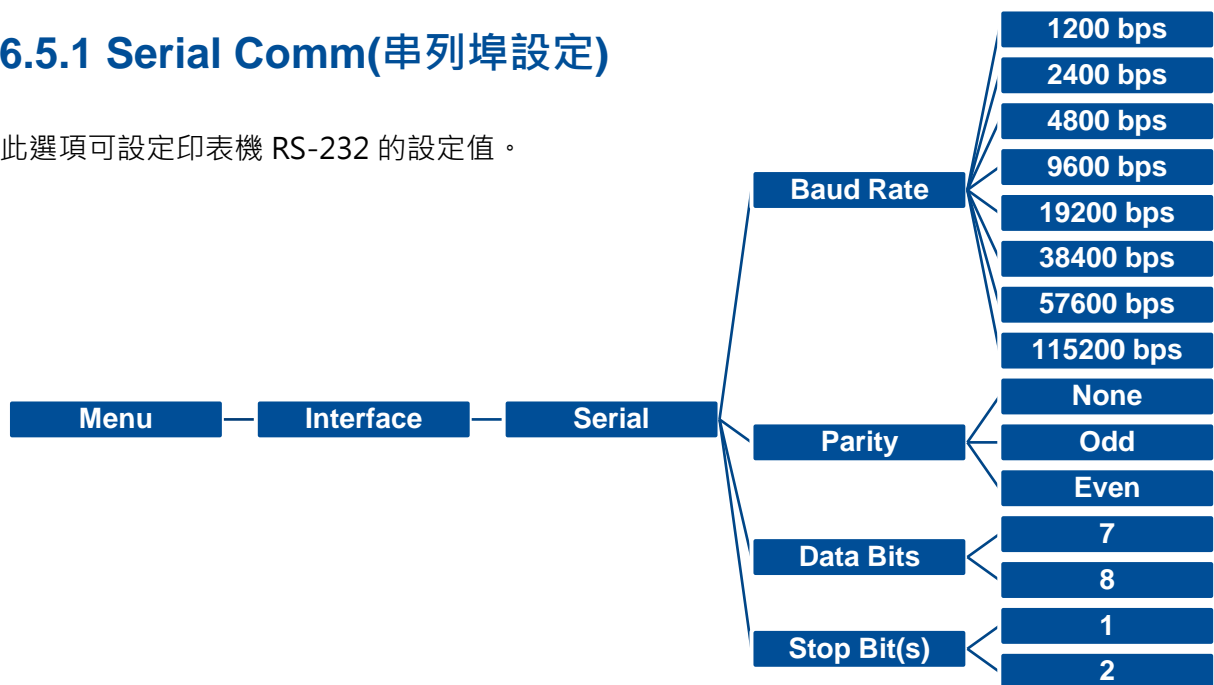 6.5.1 Serial Comm(串列埠設定)
此選項可設定印表機 RS-232 的設定值。
Menu
Interface
Serial
Baud Rate
1200 bps
2400 bps
4800 bps
9600 bps
19200 bps
38400 bps
57600 bps
115200 bps
Parity
None
Odd
Even
Data Bits
7
8
Stop Bit(s)
1
2